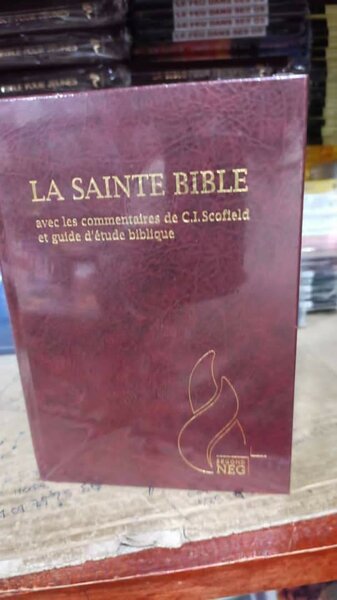 LA SAINTE BIBLE
avec les commentaires de C.I.Scofield
et guide d'étude biblique
SEGOND
NEG